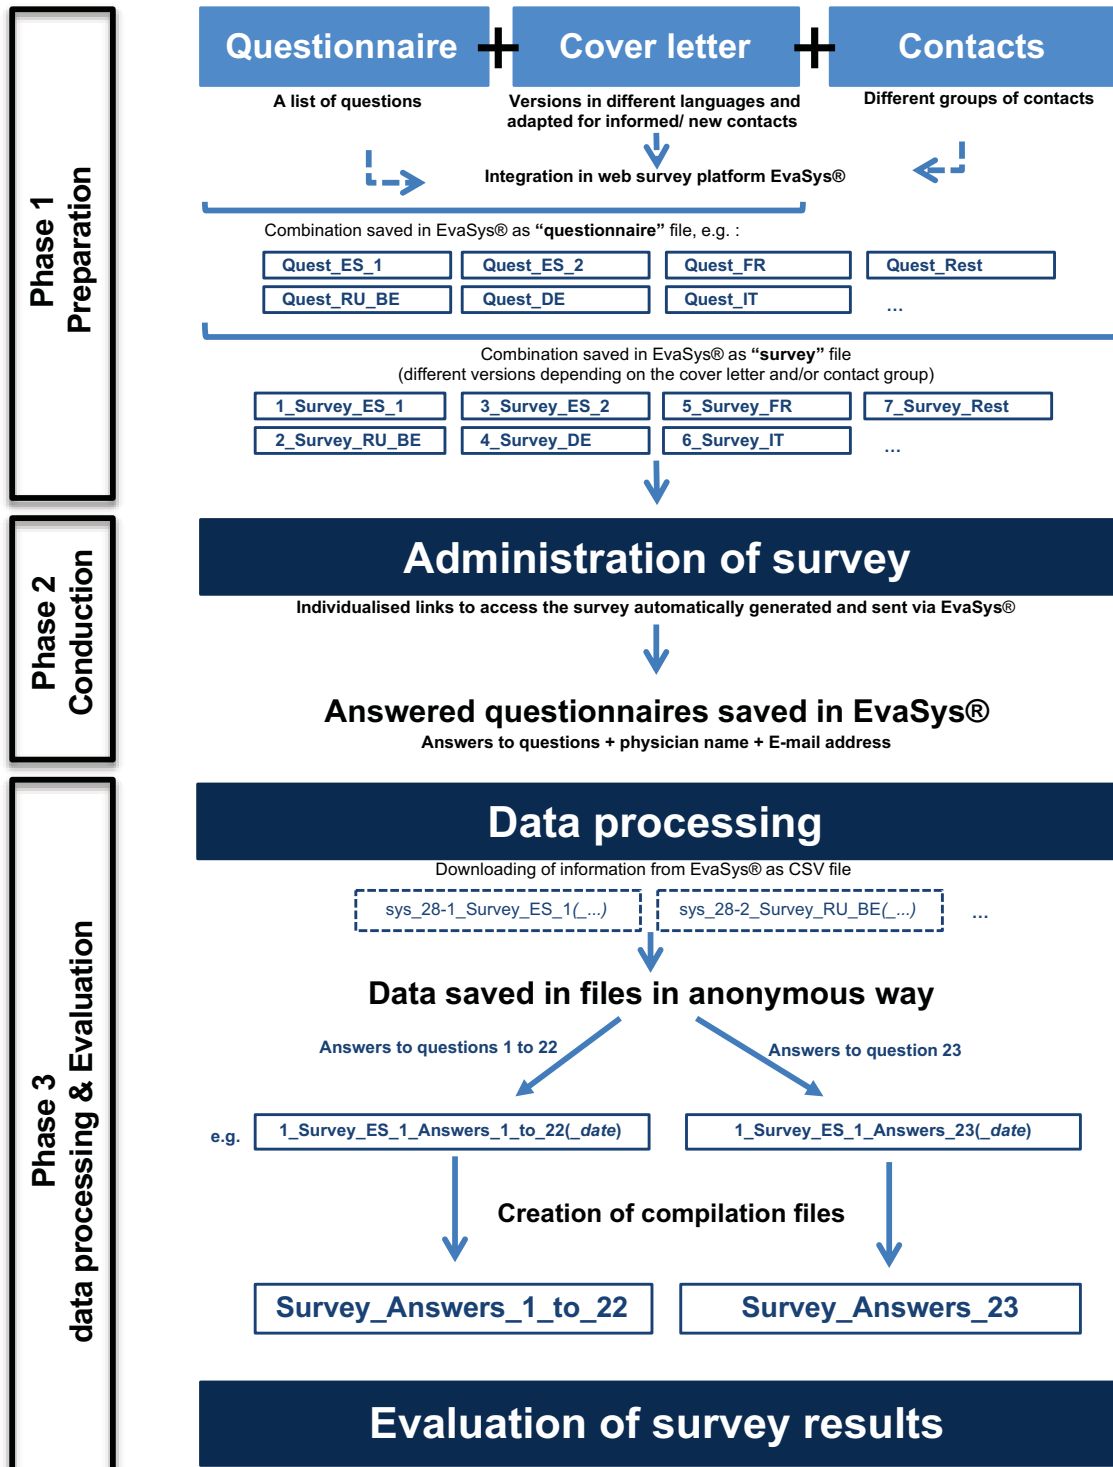 Questionnaire + Cover letter + Contacts
A list of questions
Versions in different languages and
adapted for informed/ new contacts
Different groups of contacts
Integration in web survey platform EvaSys®
Combination saved in EvaSys® as “questionnaire” file, e.g. :
Quest_ES_1 Quest_ES_2 Quest_FR Quest_Rest
Quest_RU_BE Quest_DE Quest_IT ...
Combination saved in EvaSys® as “survey” file
(different versions depending on the cover letter and/or contact group)
1_Survey_ES_1 3_Survey_ES_2 5_Survey_FR 7_Survey_Rest
2_Survey_RU_BE 4_Survey_DE 6_Survey_IT ...
Phase 1
Preparation
Administration of survey
Individualised links to access the survey automatically generated and sent via EvaSys®
Answered questionnaires saved in EvaSys®
Answers to questions + physician name + E-mail address
Phase 2
Conduction
Data processing
Downloading of information from EvaSys® as CSV file
sys_28-1_Survey_ES_1(_...) sys_28-2_Survey_RU_BE(_...) ...
Data saved in files in anonymous way
Answers to questions 1 to 22 Answers to question 23
e.g. 1_Survey_ES_1_Answers_1_to_22(_date) 1_Survey_ES_1_Answers_23(_date)
Creation of compilation files
Survey_Answers_1_to_22 Survey_Answers_23
Evaluation of survey results
Phase 3
data processing & Evaluation